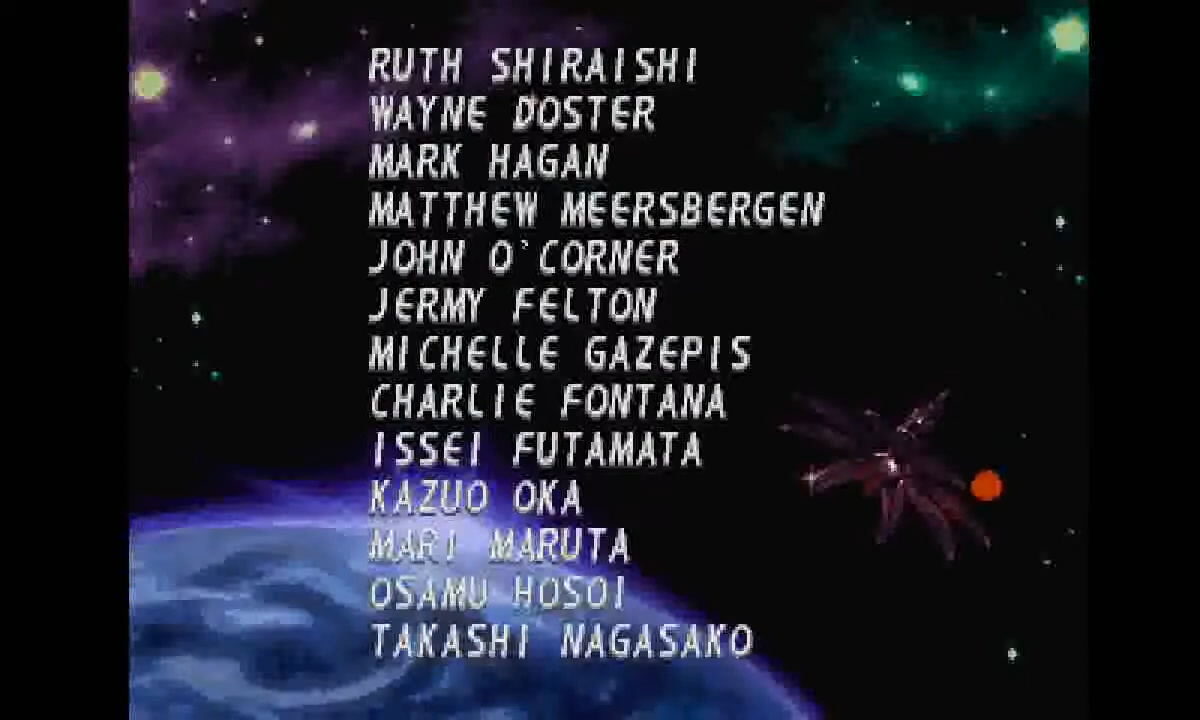 RUTH SHIRAISHI
WAYNE DOSTER
MARK HAGAN
MATTHEW MEERSBERGEN
JOHN O`CORNER
JERMY FELTON
MICHELLE GAZEPIS
CHARLIE FONTANA
ISSEI FUTAMATA
KAZUO OKA
MARI MARUTA
OSAMU HOSOI
TAKASHI NAGASAKO